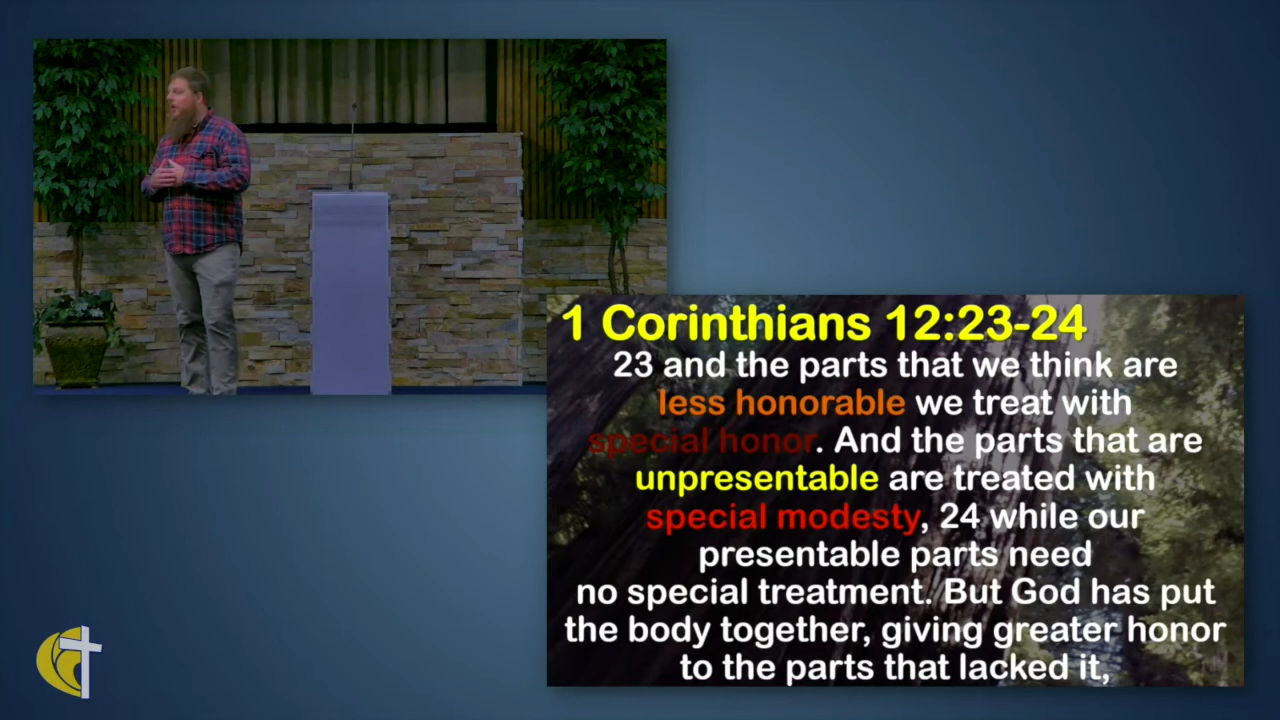 1 Corinthians 12:23-24
23 and the parts that we think are
less honorable we treat with
special honor. And the parts that are
unpresentable are treated with
special modesty, 24 while our
presentable parts need
no special treatment. But God has put
the body together, giving greater honor
to the parts that lacked it,